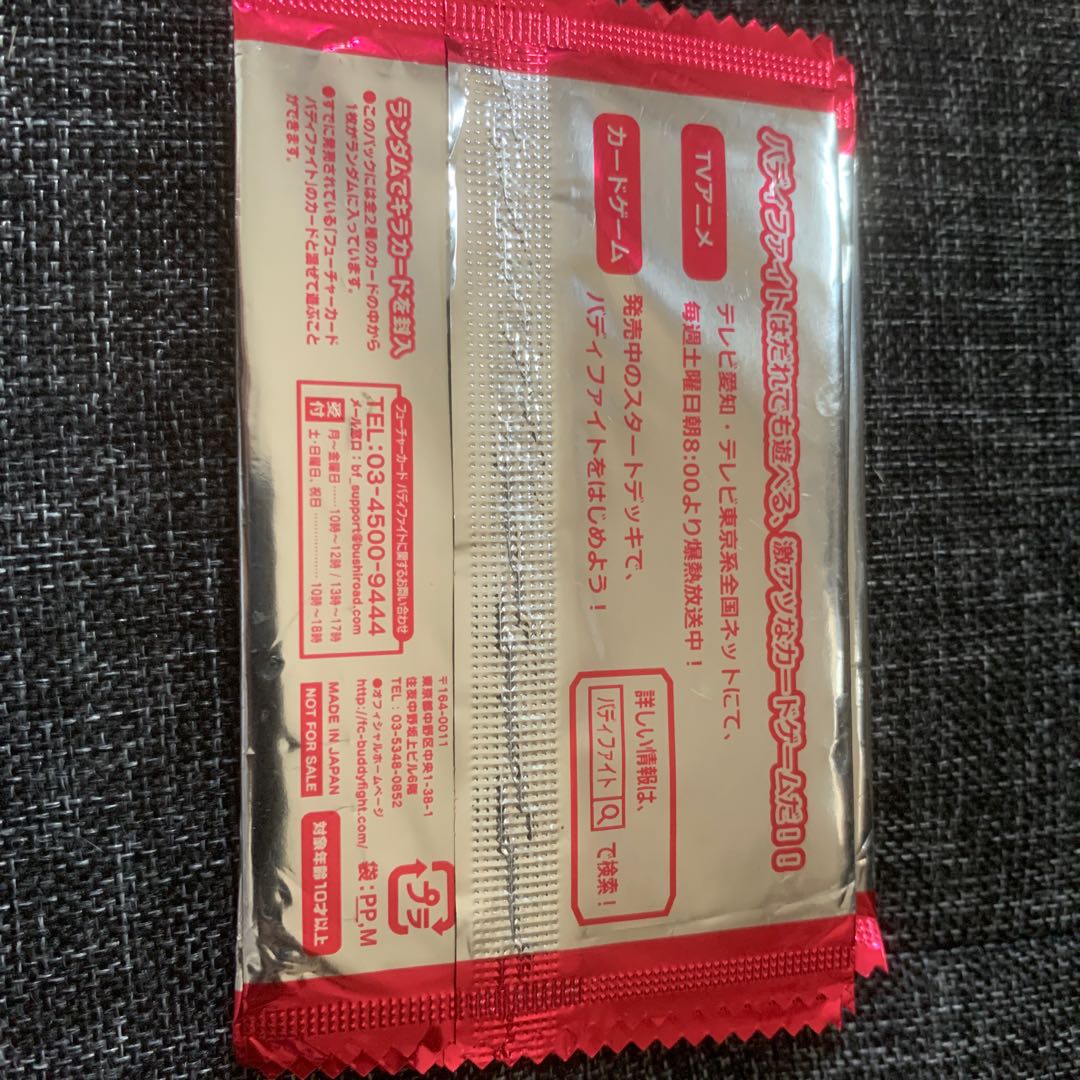 バディファイトはだれでも遊べる、激アツなカードゲームだ!!
TVアニメ
テレビ愛知・テレビ東京系全国ネットにて、
毎週土曜日朝8:00より爆熱放送中!
カードゲーム
発売中のスタートデッキで、
バディファイトをはじめよう!
詳しい情報は、
バディファイト
で検索!
ランダムでキラカードを封入
●このパックには全2種のカードの中から
1枚がランダムに入っています。
●すでに発売されている「フューチャーカード
バディファイト」のカードと混ぜて遊ぶこと
ができます。
フューチャーカード バディファイトに関するお問い合わせ
TEL:03-4500-9444
メール窓口:bf_support@bushiroad.com
受付
月〜金曜日……10時〜12時/13時〜17時
土・日曜日、祝日………………10時〜18時
〒164-0011
東京都中野区中央1-38-1
住友中野坂上ビル6階
TEL:03-5348-0852
●オフィシャルホームページ
http://fc-buddyfight.com/
MADE IN JAPAN
NOT FOR SALE
プラ
袋:PP,M
対象年齢10才以上